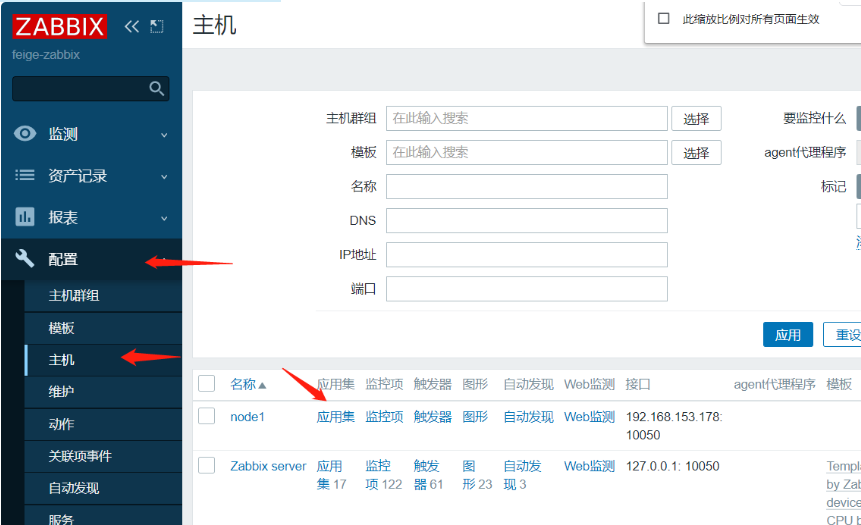 ZABBIX
feige-zabbix
监测
资产记录
报表
配置
主机群组
模板
主机
维护
动作
关联项事件
自动发现
服务
主机
此缩放比例对所有页面生效
主机群组 在此输入搜索 选择 要监控什么
模板 在此输入搜索 选择 agent代理程序
名称 标记
DNS
IP地址
端口
应用 重设
名称 应用集 监控项 触发器 图形 自动发现 Web监测 接口 agent代理程序 模板
node1 应用集 监控项 触发器 图形 自动发现 Web监测 192.168.153.178:
10050
Zabbix server 应用 监控 触发 图 自动发 Web监测 127.0.0.1: 10050 Templa
集 17 项 122 器 61 形 23 现 3 by Zab
device
CPU b